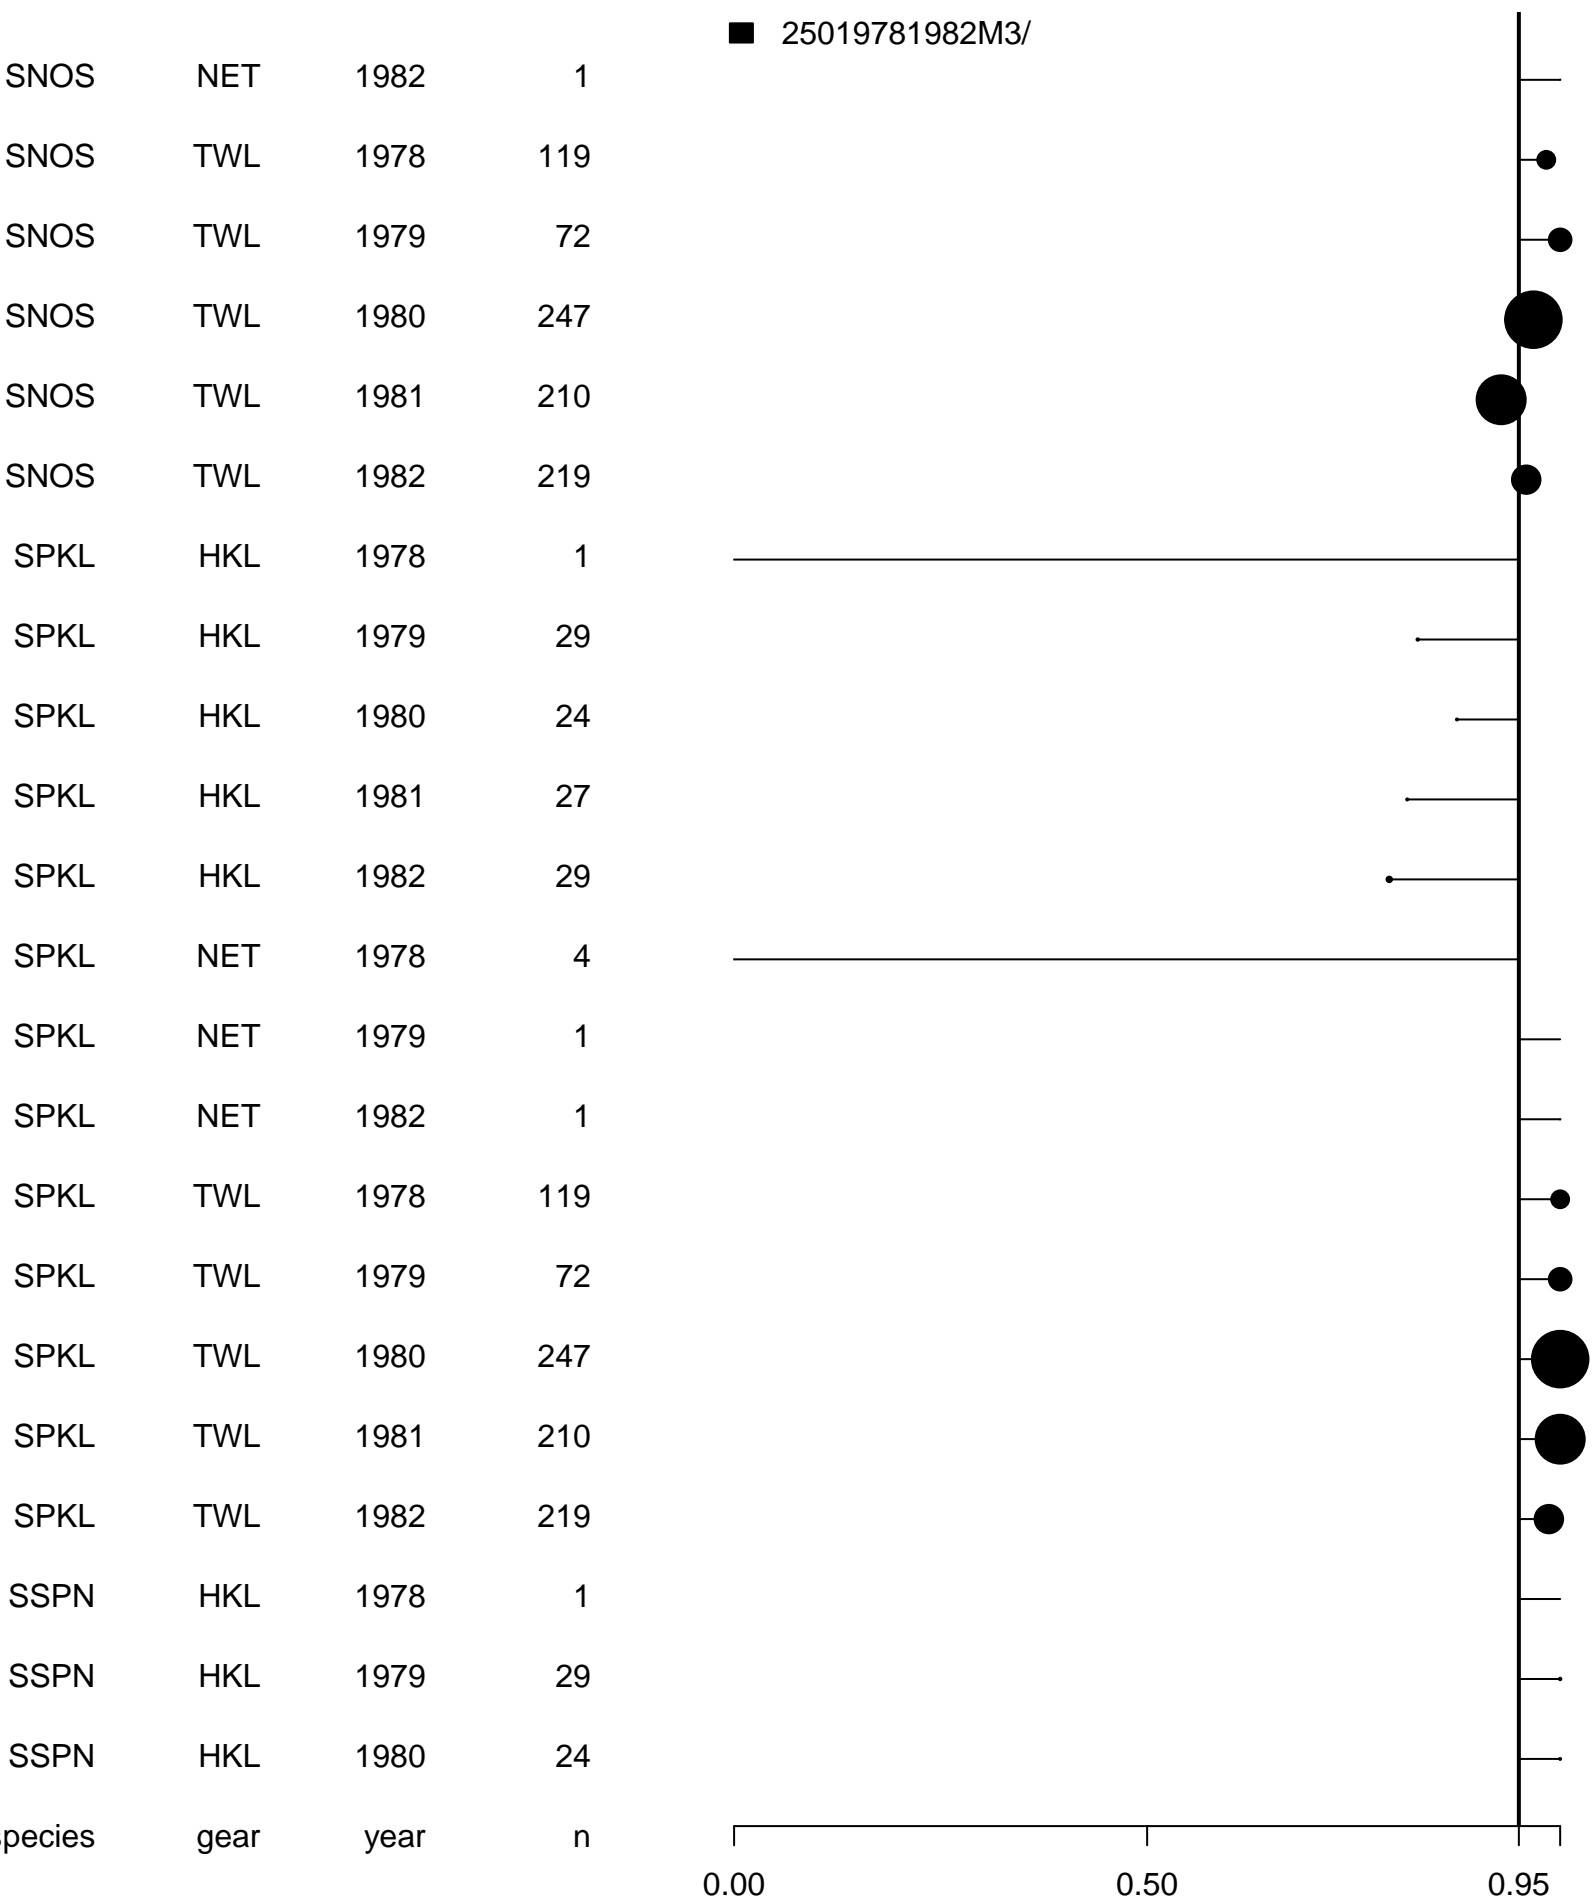 25019781982M3/
SNOS NET 1982 1
SNOS TWL 1978 119
SNOS TWL 1979 72
SNOS TWL 1980 247
SNOS TWL 1981 210
SNOS TWL 1982 219
SPKL HKL 1978 1
SPKL HKL 1979 29
SPKL HKL 1980 24
SPKL HKL 1981 27
SPKL HKL 1982 29
SPKL NET 1978 4
SPKL NET 1979 1
SPKL NET 1982 1
SPKL TWL 1978 119
SPKL TWL 1979 72
SPKL TWL 1980 247
SPKL TWL 1981 210
SPKL TWL 1982 219
SSPN HKL 1978 1
SSPN HKL 1979 29
SSPN HKL 1980 24
species gear year n
0.00 0.50 0.95